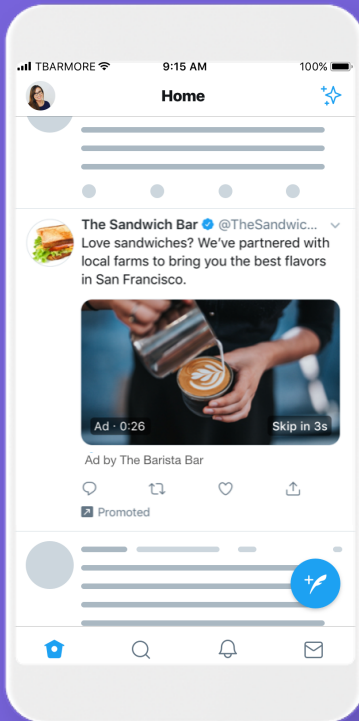 TBARMORE 9:15 AM 100%
Home
The Sandwich Bar @TheSandwic...
Love sandwiches? We've partnered with
local farms to bring you the best flavors
in San Francisco.
Ad · 0:26 Skip in 3s
Ad by The Barista Bar
Promoted